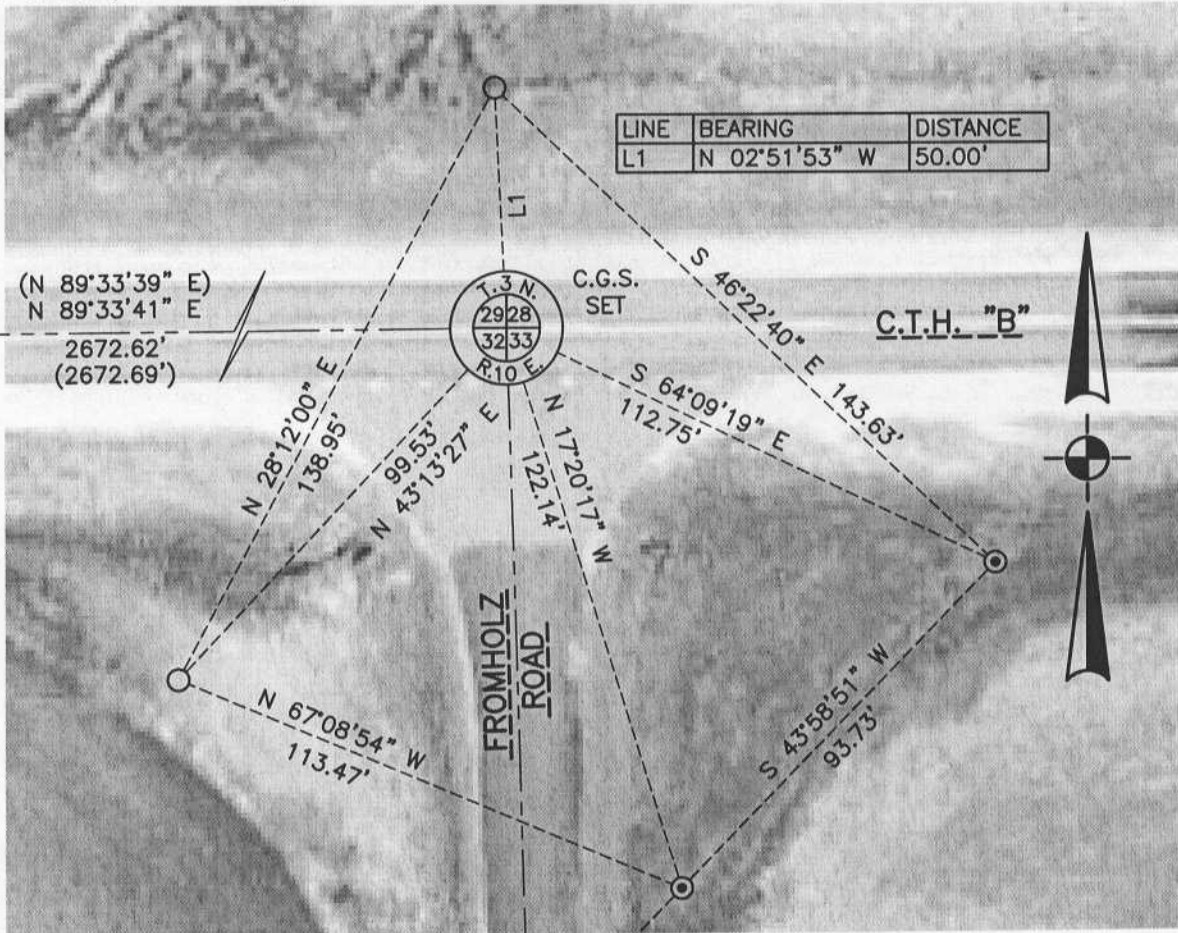 LINE BEARING DISTANCE
L1 N 02°51'53" W 50.00'
L1
S 46°22'40" E 143.63'
(N 89°33'39" E)
N 89°33'41" E
2672.62'
(2672.69')
T.3 N.
29 28
32 33
R.10 E.
C.G.S.
SET
C.T.H. "B"
N 28°12'00" E
138.95'
99.53'
N 43°13'27" E
N 17°20'17" W
122.14'
S 64°09'19" E
112.75'
FROMHOLZ
ROAD
N 67°08'54" W
113.47'
S 43°58'51" W
93.73'